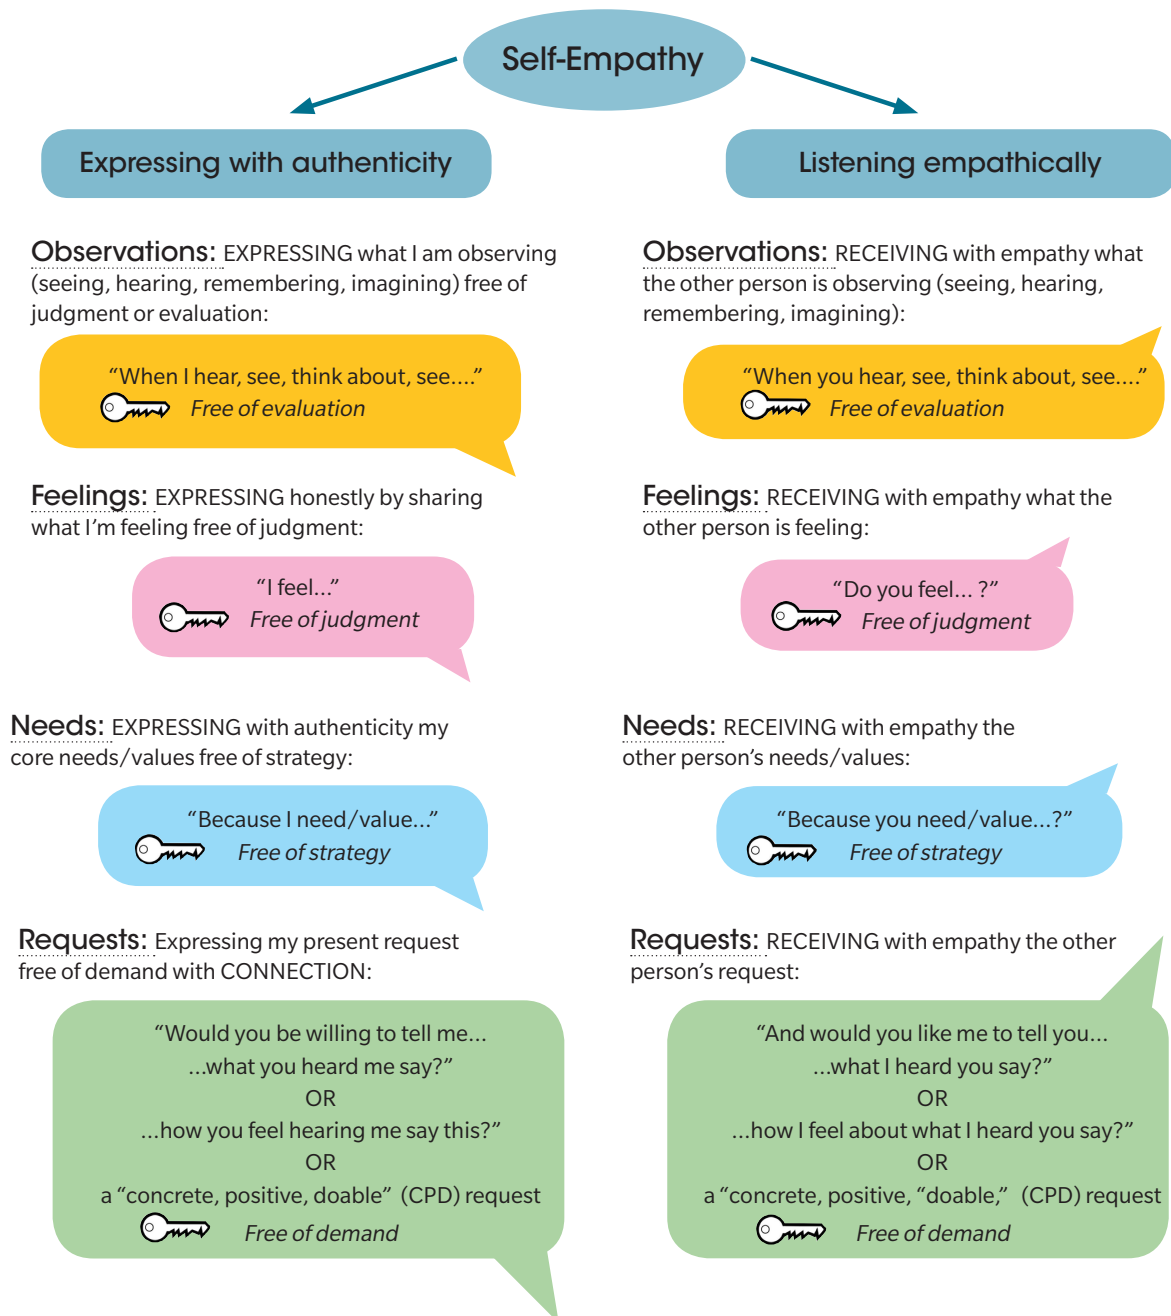 Self-Empathy
Expressing with authenticity
Observations: EXPRESSING what I am observing
(seeing, hearing, remembering, imagining) free of
judgment or evaluation:
“When I hear, see, think about, see....”
Free of evaluation
Feelings: EXPRESSING honestly by sharing
what I’m feeling free of judgment:
“I feel...”
Free of judgment
Needs: EXPRESSING with authenticity my
core needs/values free of strategy:
“Because I need/value...”
Free of strategy
Requests: Expressing my present request
free of demand with CONNECTION:
“Would you be willing to tell me...
...what you heard me say?”
OR
...how you feel hearing me say this?”
OR
a “concrete, positive, doable” (CPD) request
Free of demand
Listening empathically
Observations: RECEIVING with empathy what
the other person is observing (seeing, hearing,
remembering, imagining):
“When you hear, see, think about, see....”
Free of evaluation
Feelings: RECEIVING with empathy what the
other person is feeling:
“Do you feel... ?”
Free of judgment
Needs: RECEIVING with empathy the
other person’s needs/values:
“Because you need/value...?”
Free of strategy
Requests: RECEIVING with empathy the other
person’s request:
“And would you like me to tell you...
...what I heard you say?”
OR
...how I feel about what I heard you say?”
OR
a “concrete, positive, “doable,” (CPD) request
Free of demand